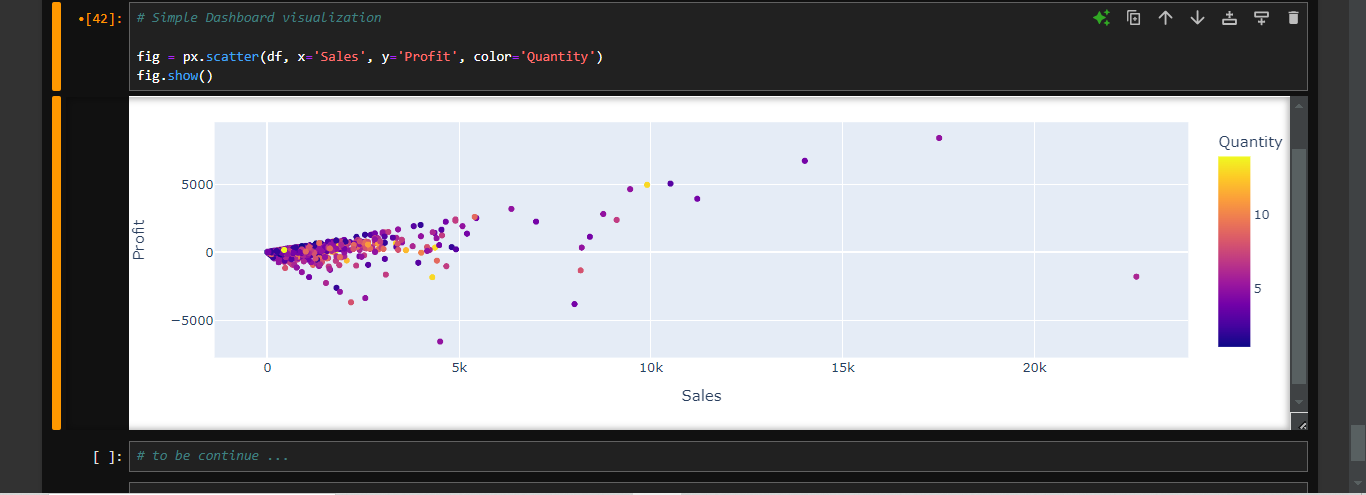 •[42]:
# Simple Dashboard visualization
fig = px.scatter(df, x='Sales', y='Profit', color='Quantity')
fig.show()
Quantity
10
5
Profit
5000
0
−5000
0
5k
10k
15k
20k
Sales
[ ]:
# to be continue ...